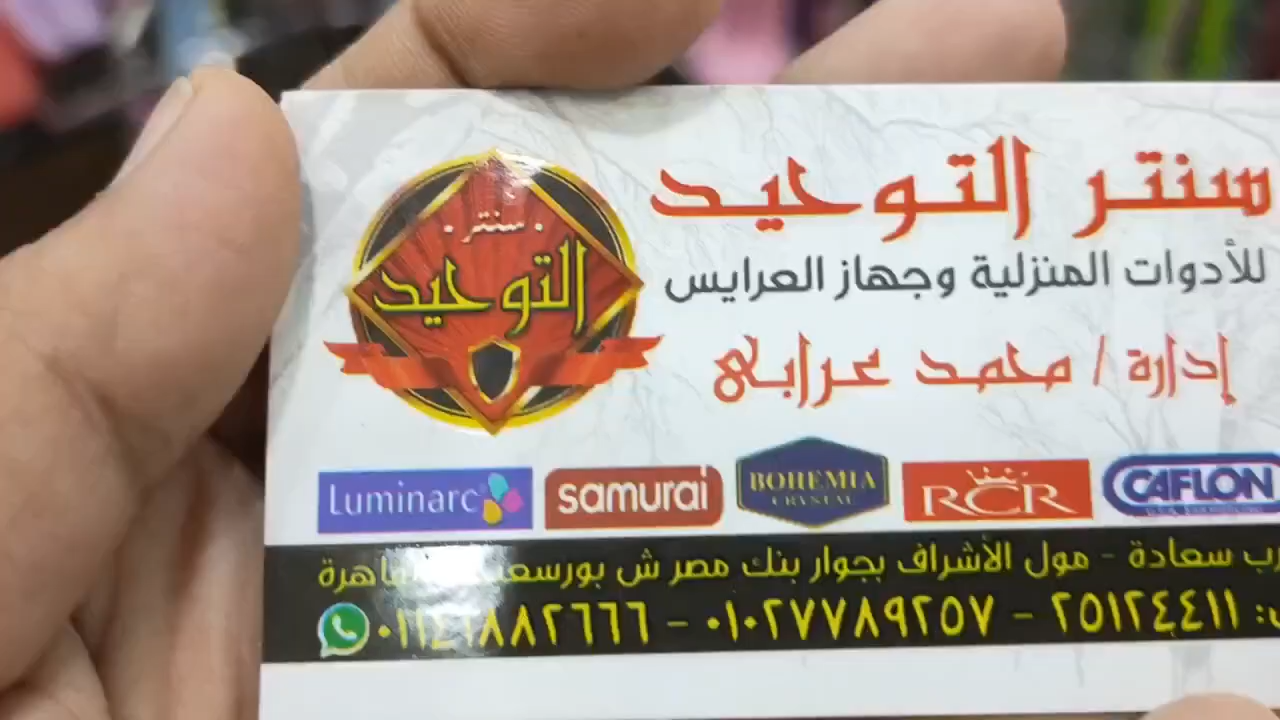 سنتر التوحيد
للأدوات المنزلية وجهاز العرايس
إدارة / محمد عرابى
سنتر
التوحيد
Luminarc
samurai
BOHEMIA
CRYSTAL
RCR
CAFLON
سعادة - مول الأشراف بجوار بنك مصر ش بورسعيد
٢٥١٢٤٤١١ - ٠١٠٢٧٧٨٩٢٥٧ -